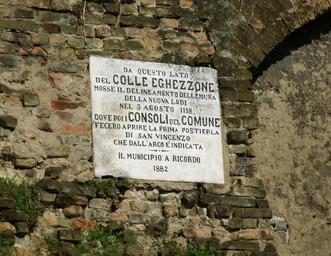 DA QUESTO LATO
DEL COLLE EGHEZZONE
MOSSE IL DELINEAMENTO DELLE MURA
DELLA NUOVA LODI
NEL 3 AGOSTO 1158
DOVE POI I CONSOLI DEL COMUNE
FECERO APRIRE LA PRIMA POSTIERLA
DI SAN VINCENZO
CHE DALL'ARCO È INDICATA
IL MUNICIPIO A RICORDO
1882